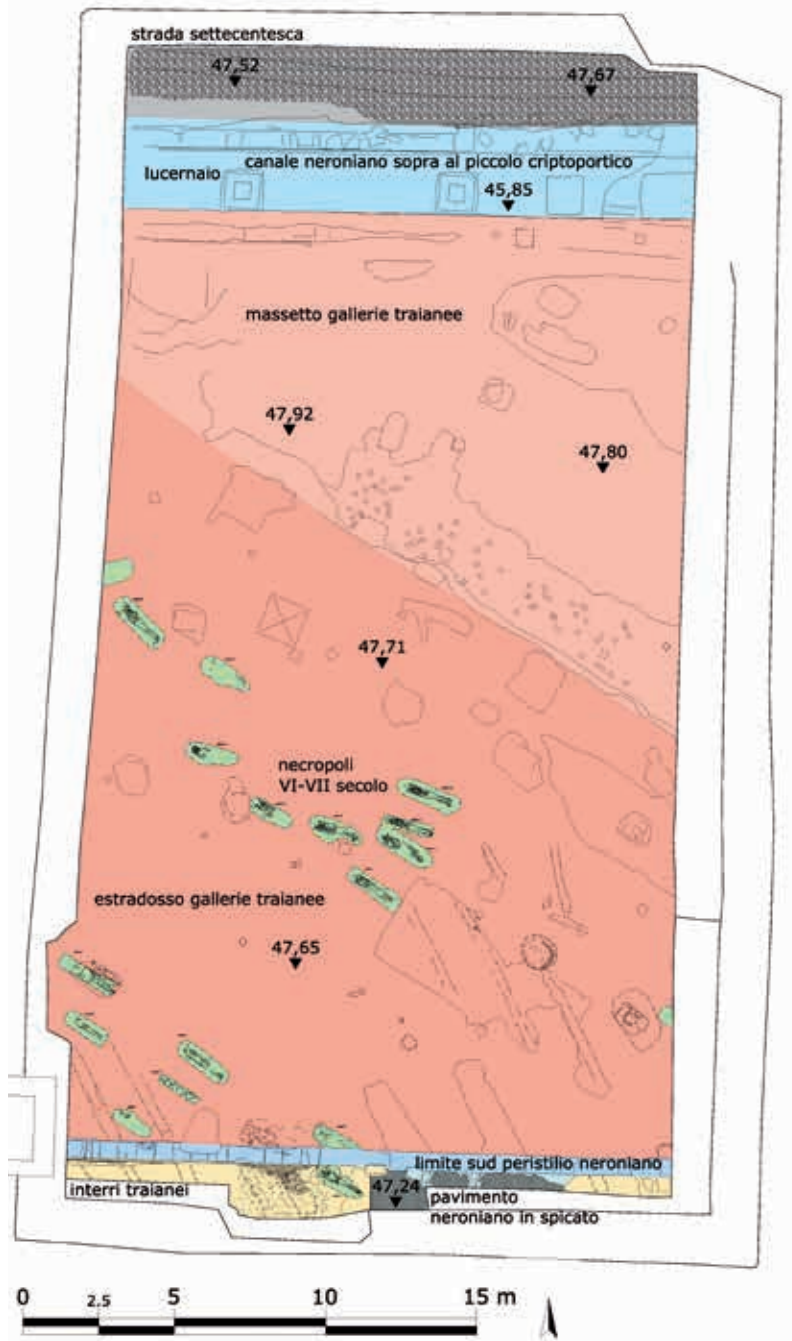 strada settecentesca
47,52
47,67
canale neroniano sopra al piccolo criptoportico
lucernaio
45,85
massetto gallerie traianee
47,92
47,80
47,71
necropoli
VI-VII secolo
estradosso gallerie traianee
47,65
limite sud peristilio neroniano
interri traianei
47,24
pavimento
neroniano in spicato
0 2.5 5 10 15 m